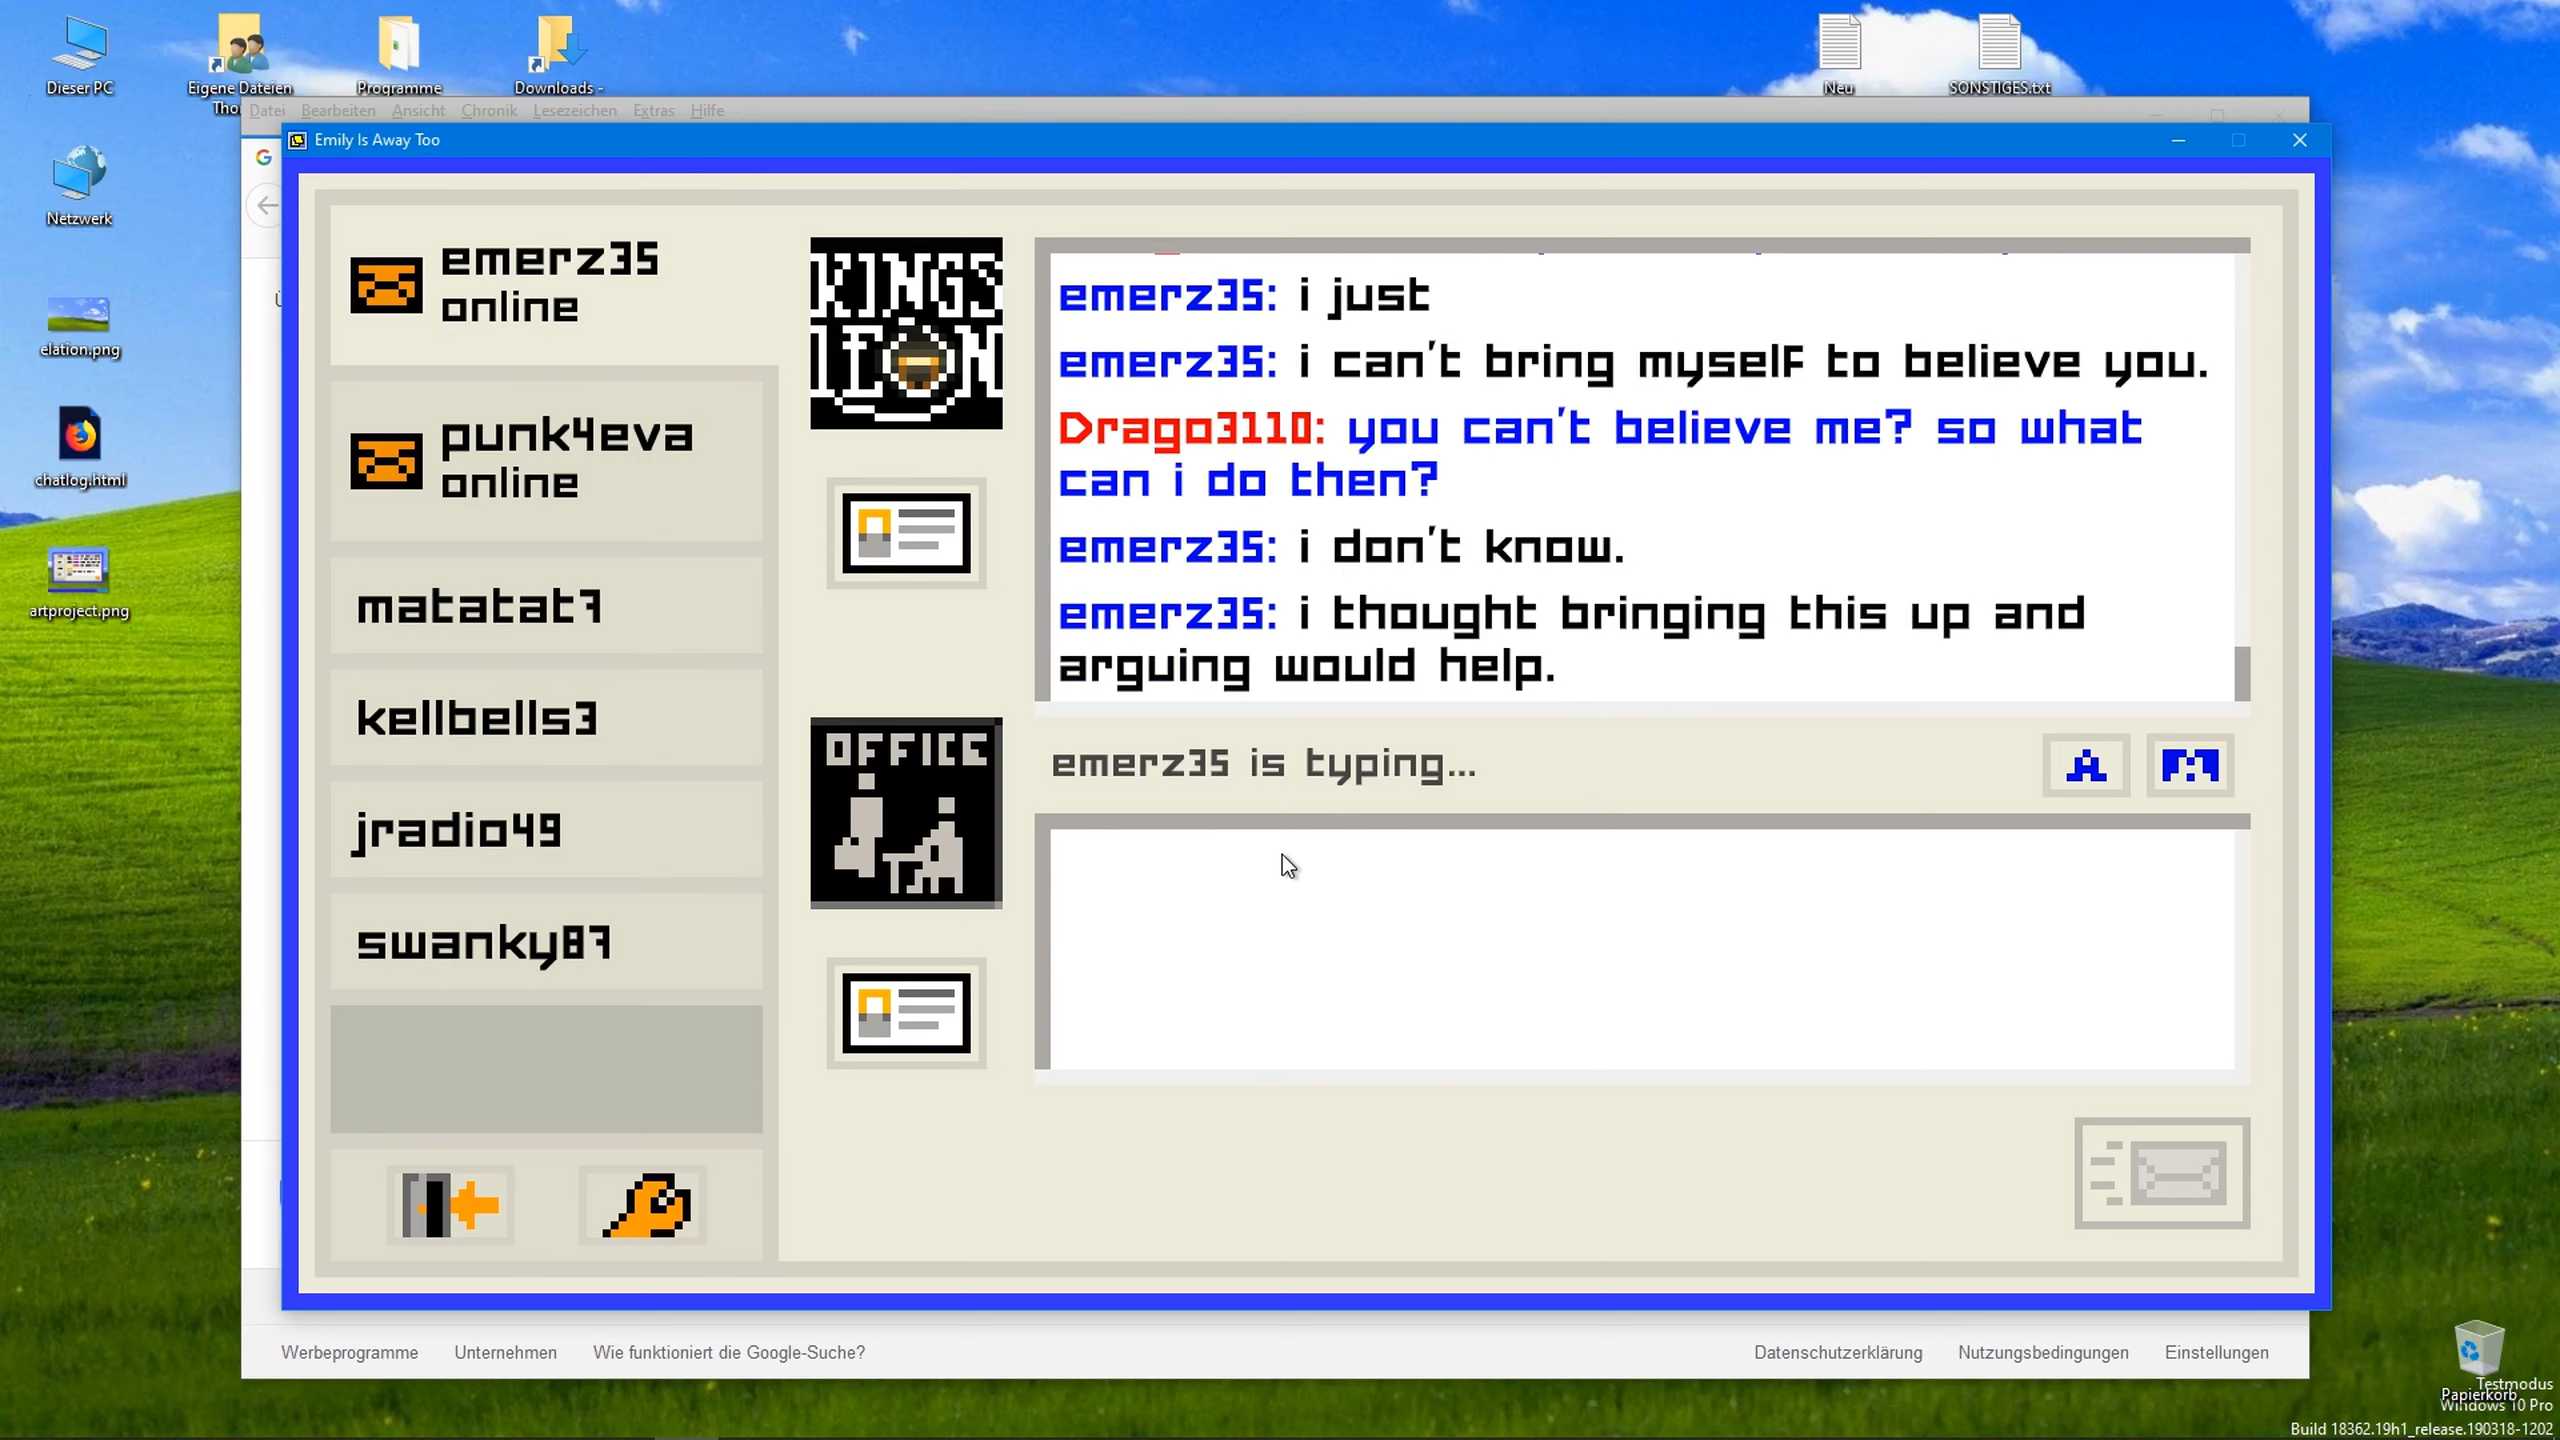 Dieser PC
Eigene Dateien
Tho
Programme
Downloads -
Neu
SONSTIGES.txt
Netzwerk
elation.png
chatlog.html
artproject.png
Datei Bearbeiten Ansicht Chronik Lesezeichen Extras Hilfe
Emily Is Away Too
emerz35
online
punk4eva
online
matatat7
kellbells3
jradio49
swanky87
KINGS
OFFICE
emerz35: i just
emerz35: i can't bring myself to believe you.
Drago3110: you can't believe me? so what
can i do then?
emerz35: i don't know.
emerz35: i thought bringing this up and
arguing would help.
emerz35 is typing...
A
Werbeprogramme Unternehmen Wie funktioniert die Google-Suche?
Datenschutzerklärung Nutzungsbedingungen Einstellungen
Papierkorb
Testmodus
Windows 10 Pro
Build 18362.19h1_release.190318-1202